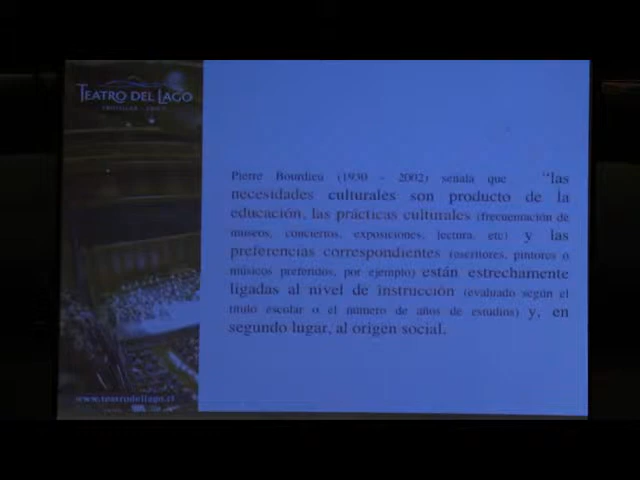 TEATRO DEL LAGO
FRUTILLAR - CHILE
Pierre Bourdieu (1930 - 2002) señala que "las
necesidades culturales son producto de la
educación, las prácticas culturales (frecuentación de
museos, conciertos, exposiciones, lectura, etc) y las
preferencias correspondientes (escritores, pintores o
músicos preferidos, por ejemplo) están estrechamente
ligadas al nivel de instrucción (evaluado según el
título escolar o el número de años de estudios) y, en
segundo lugar, al origen social.
www.teatrodellago.cl